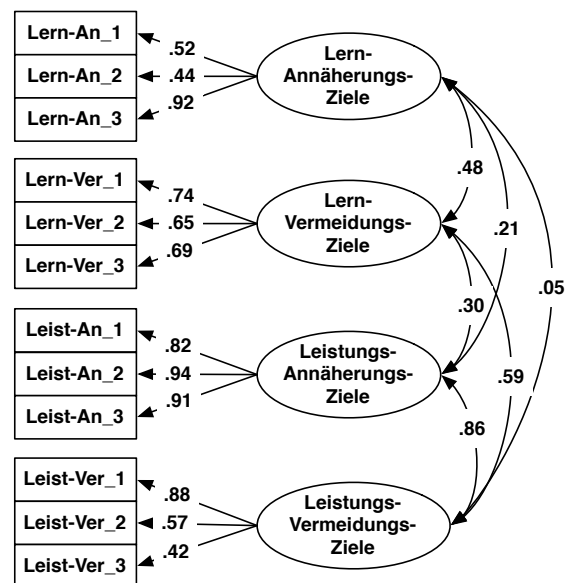 Lern-An_1
Lern-An_2
Lern-An_3
.52
.44
.92
Lern-
Annäherungs-
Ziele
Lern-Ver_1
Lern-Ver_2
Lern-Ver_3
.74
.65
.69
Lern-
Vermeidungs-
Ziele
Leist-An_1
Leist-An_2
Leist-An_3
.82
.94
.91
Leistungs-
Annäherungs-
Ziele
Leist-Ver_1
Leist-Ver_2
Leist-Ver_3
.88
.57
.42
Leistungs-
Vermeidungs-
Ziele
.48
.21
.05
.30
.59
.86